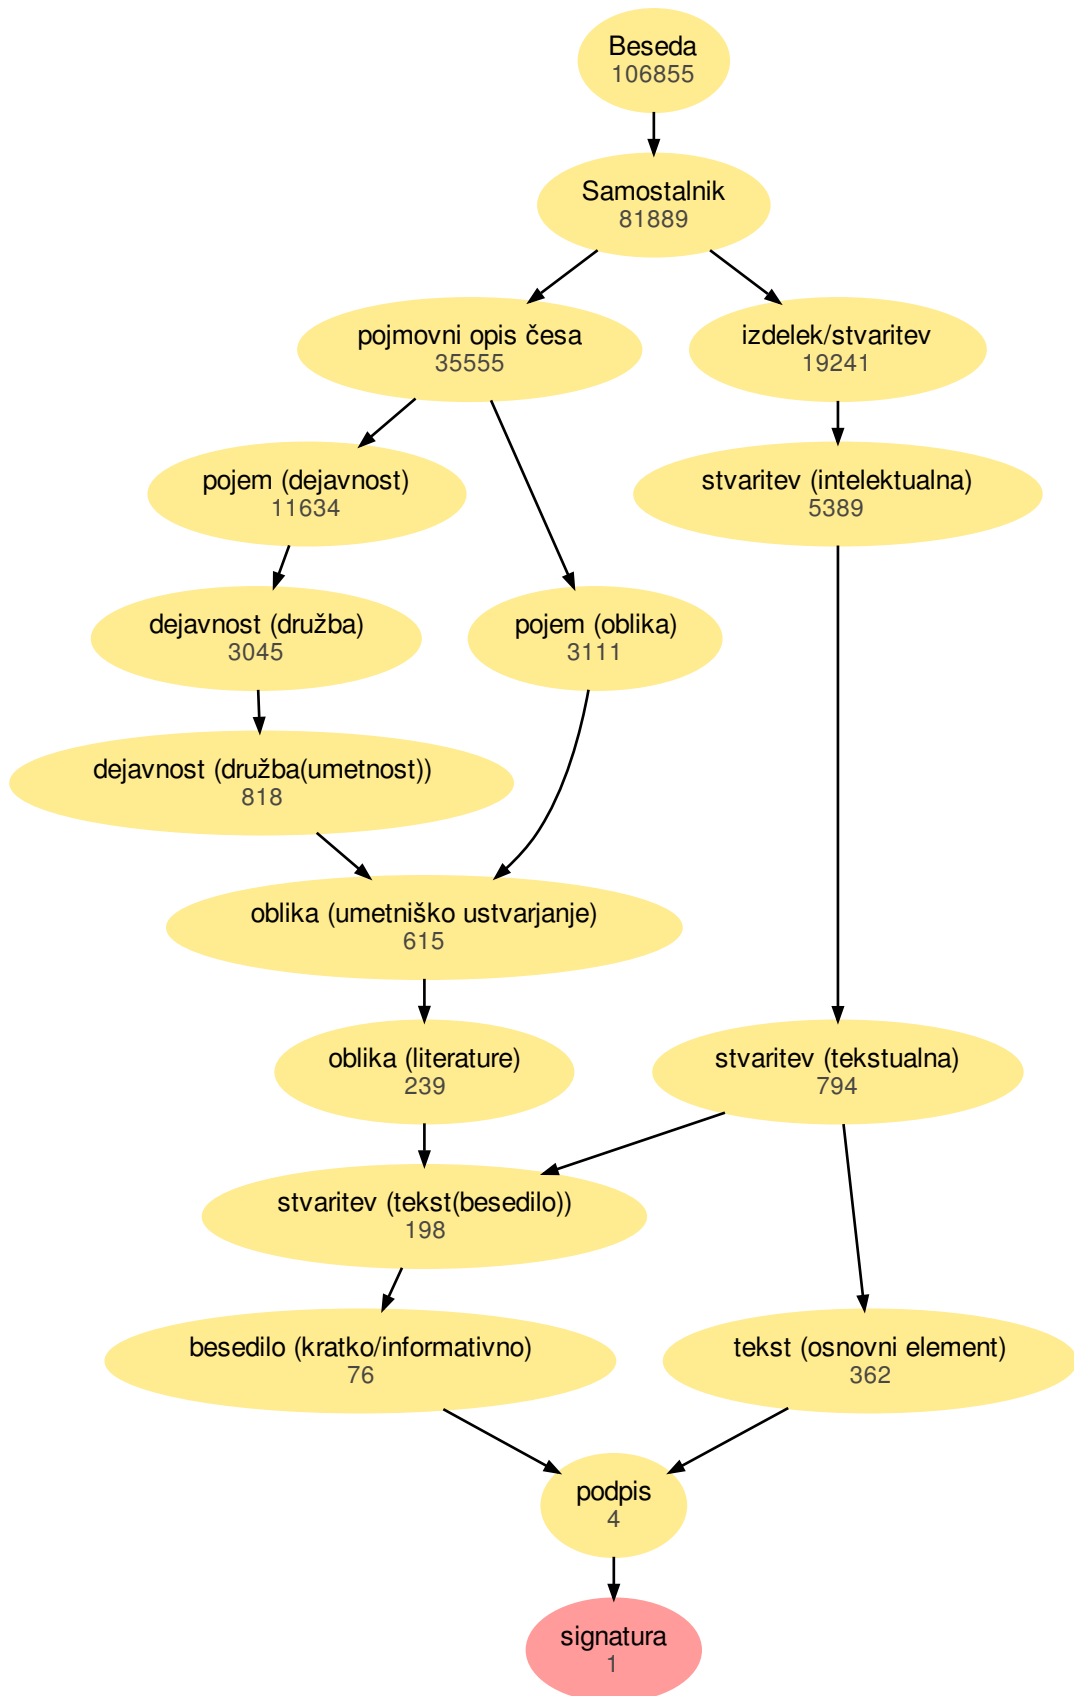 Beseda
106855
Samostalnik
81889
pojmovni opis česa
35555
izdelek/stvaritev
19241
pojem (dejavnost)
11634
stvaritev (intelektualna)
5389
dejavnost (družba)
3045
pojem (oblika)
3111
dejavnost (družba(umetnost))
818
oblika (umetniško ustvarjanje)
615
oblika (literature)
239
stvaritev (tekstualna)
794
stvaritev (tekst(besedilo))
198
besedilo (kratko/informativno)
76
tekst (osnovni element)
362
podpis
4
signatura
1